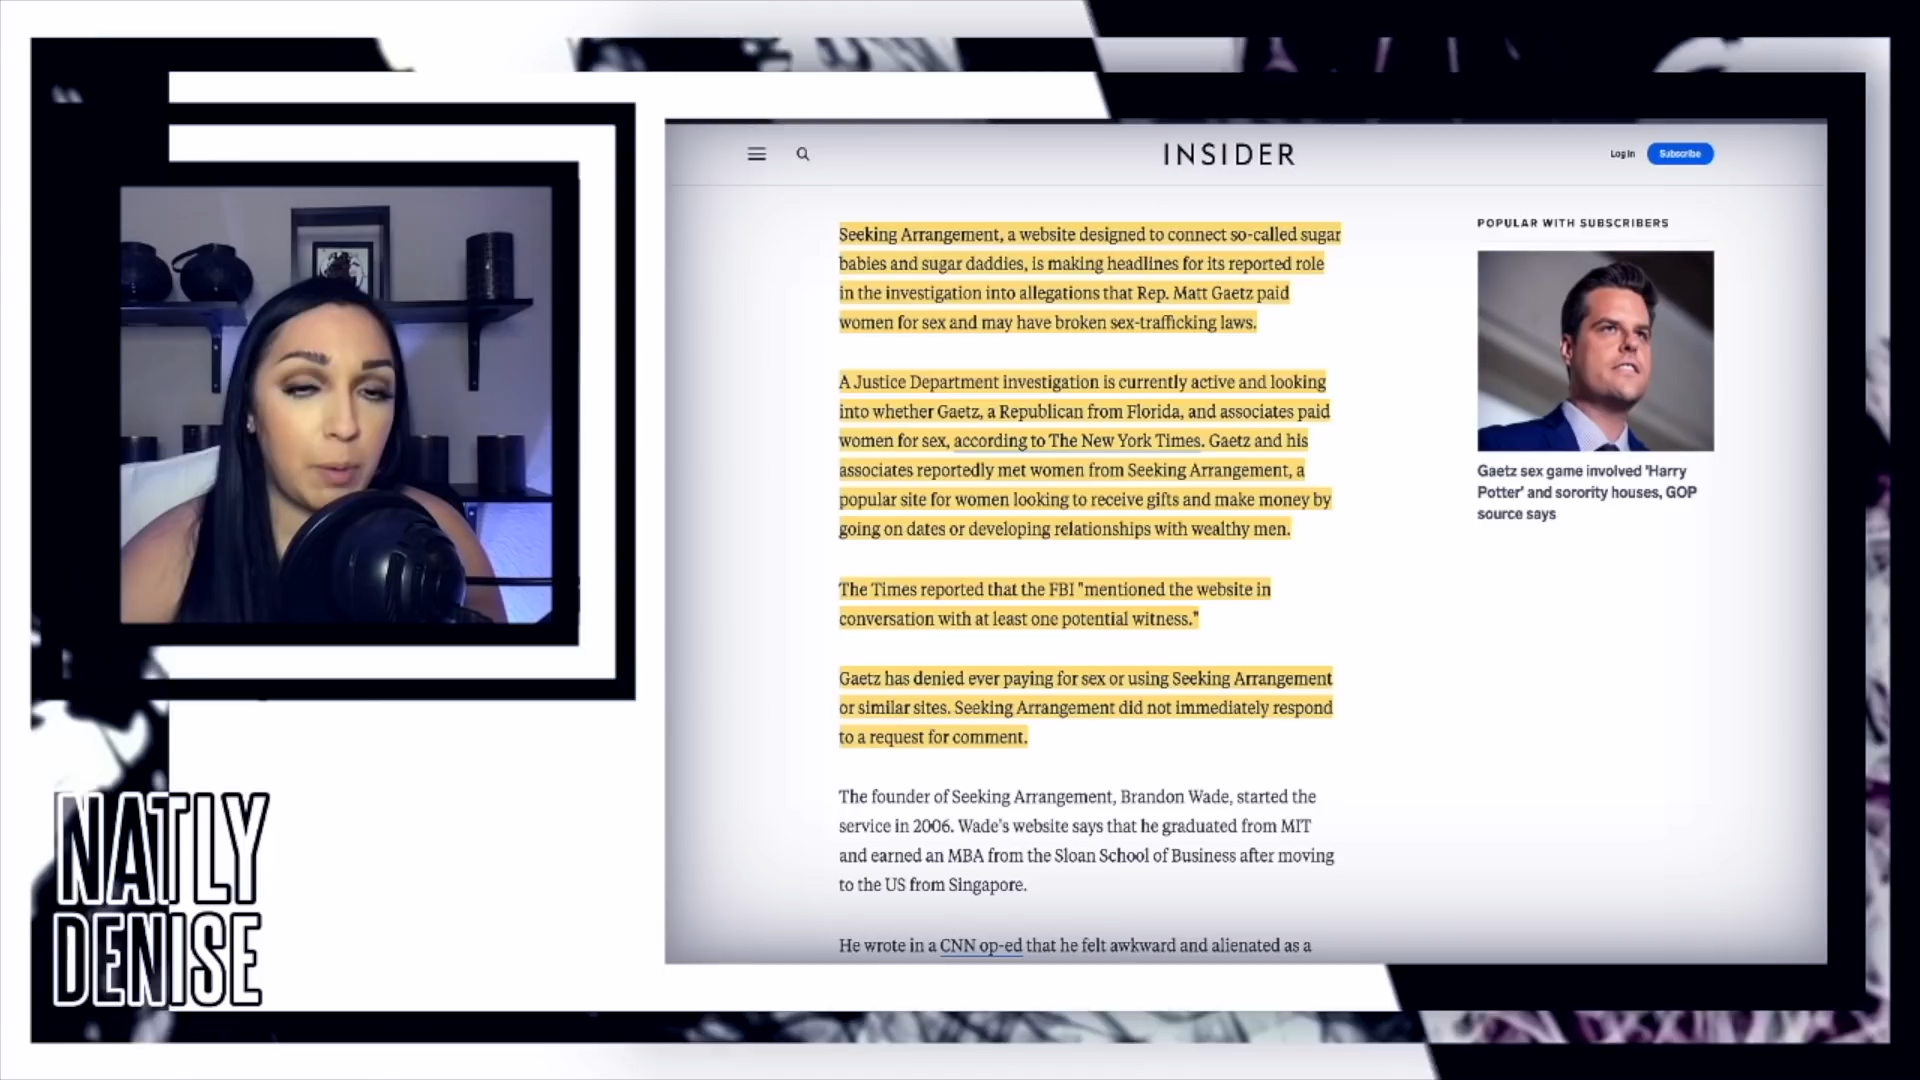 INSIDER
Log in
Subscribe
Seeking Arrangement, a website designed to connect so-called sugar
babies and sugar daddies, is making headlines for its reported role
in the investigation into allegations that Rep. Matt Gaetz paid
women for sex and may have broken sex-trafficking laws.
A Justice Department investigation is currently active and looking
into whether Gaetz, a Republican from Florida, and associates paid
women for sex, according to The New York Times. Gaetz and his
associates reportedly met women from Seeking Arrangement, a
popular site for women looking to receive gifts and make money by
going on dates or developing relationships with wealthy men.
The Times reported that the FBI "mentioned the website in
conversation with at least one potential witness."
Gaetz has denied ever paying for sex or using Seeking Arrangement
or similar sites. Seeking Arrangement did not immediately respond
to a request for comment.
The founder of Seeking Arrangement, Brandon Wade, started the
service in 2006. Wade's website says that he graduated from MIT
and earned an MBA from the Sloan School of Business after moving
to the US from Singapore.
He wrote in a CNN op-ed that he felt awkward and alienated as a
POPULAR WITH SUBSCRIBERS
Gaetz sex game involved 'Harry
Potter' and sorority houses, GOP
source says
NATLY
DENISE